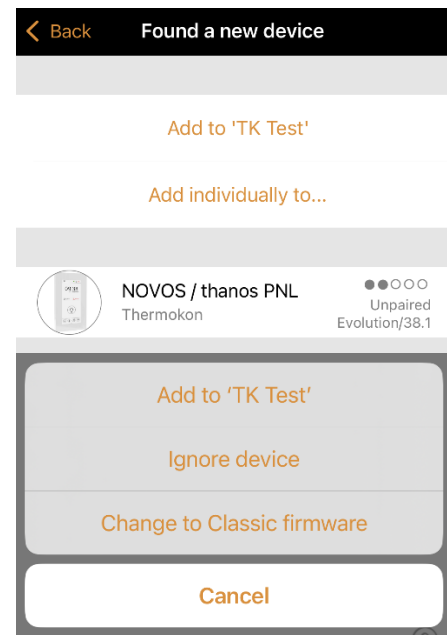 Back
Found a new device
Add to 'TK Test'
Add individually to...
NOVOS / thanos PNL
Thermokon
Unpaired
Evolution/38.1
Add to ‘TK Test’
Ignore device
Change to Classic firmware
Cancel